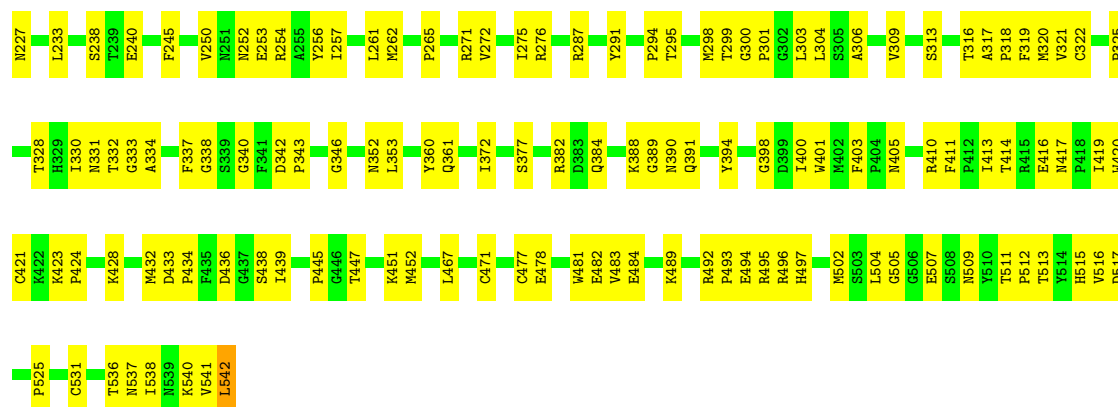 N227 L233 S238 T239 E240 F245 V250 N251 N252 E253 R254 A255 Y256 I257 L261 M262 P265 R271 V272 I275 R276 R287 Y291 P294 T295 M298 T299 G300 P301 G302 L303 L304 S305 A306 V309 S313 T316 A317 P318 F319 M320 V321 C322
T328 H329 I330 N331 T332 G333 A334 F337 G338 S339 G340 F341 D342 P343 G346 N352 L353 Y360 Q361 I372 S377 R382 D383 Q384 K388 G389 N390 Q391 Y394 G398 D399 I400 W401 M402 F403 P404 N405 R410 F411 P412 I413 T414 R415 E416 N417 P418 I419 W420
C421 K422 K423 P424 K428 M432 D433 P434 F435 D436 G437 S438 I439 P445 G446 T447 K451 M452 L467 C471 C477 E478 W481 E482 V483 E484 K489 R492 P493 E494 R495 R496 H497 M502 S503 L504 G505 G506 E507 S508 N509 Y510 T511 P512 T513 Y514 H515 V516 D517
P525 C531 T536 N537 I538 N539 K540 V541 L542